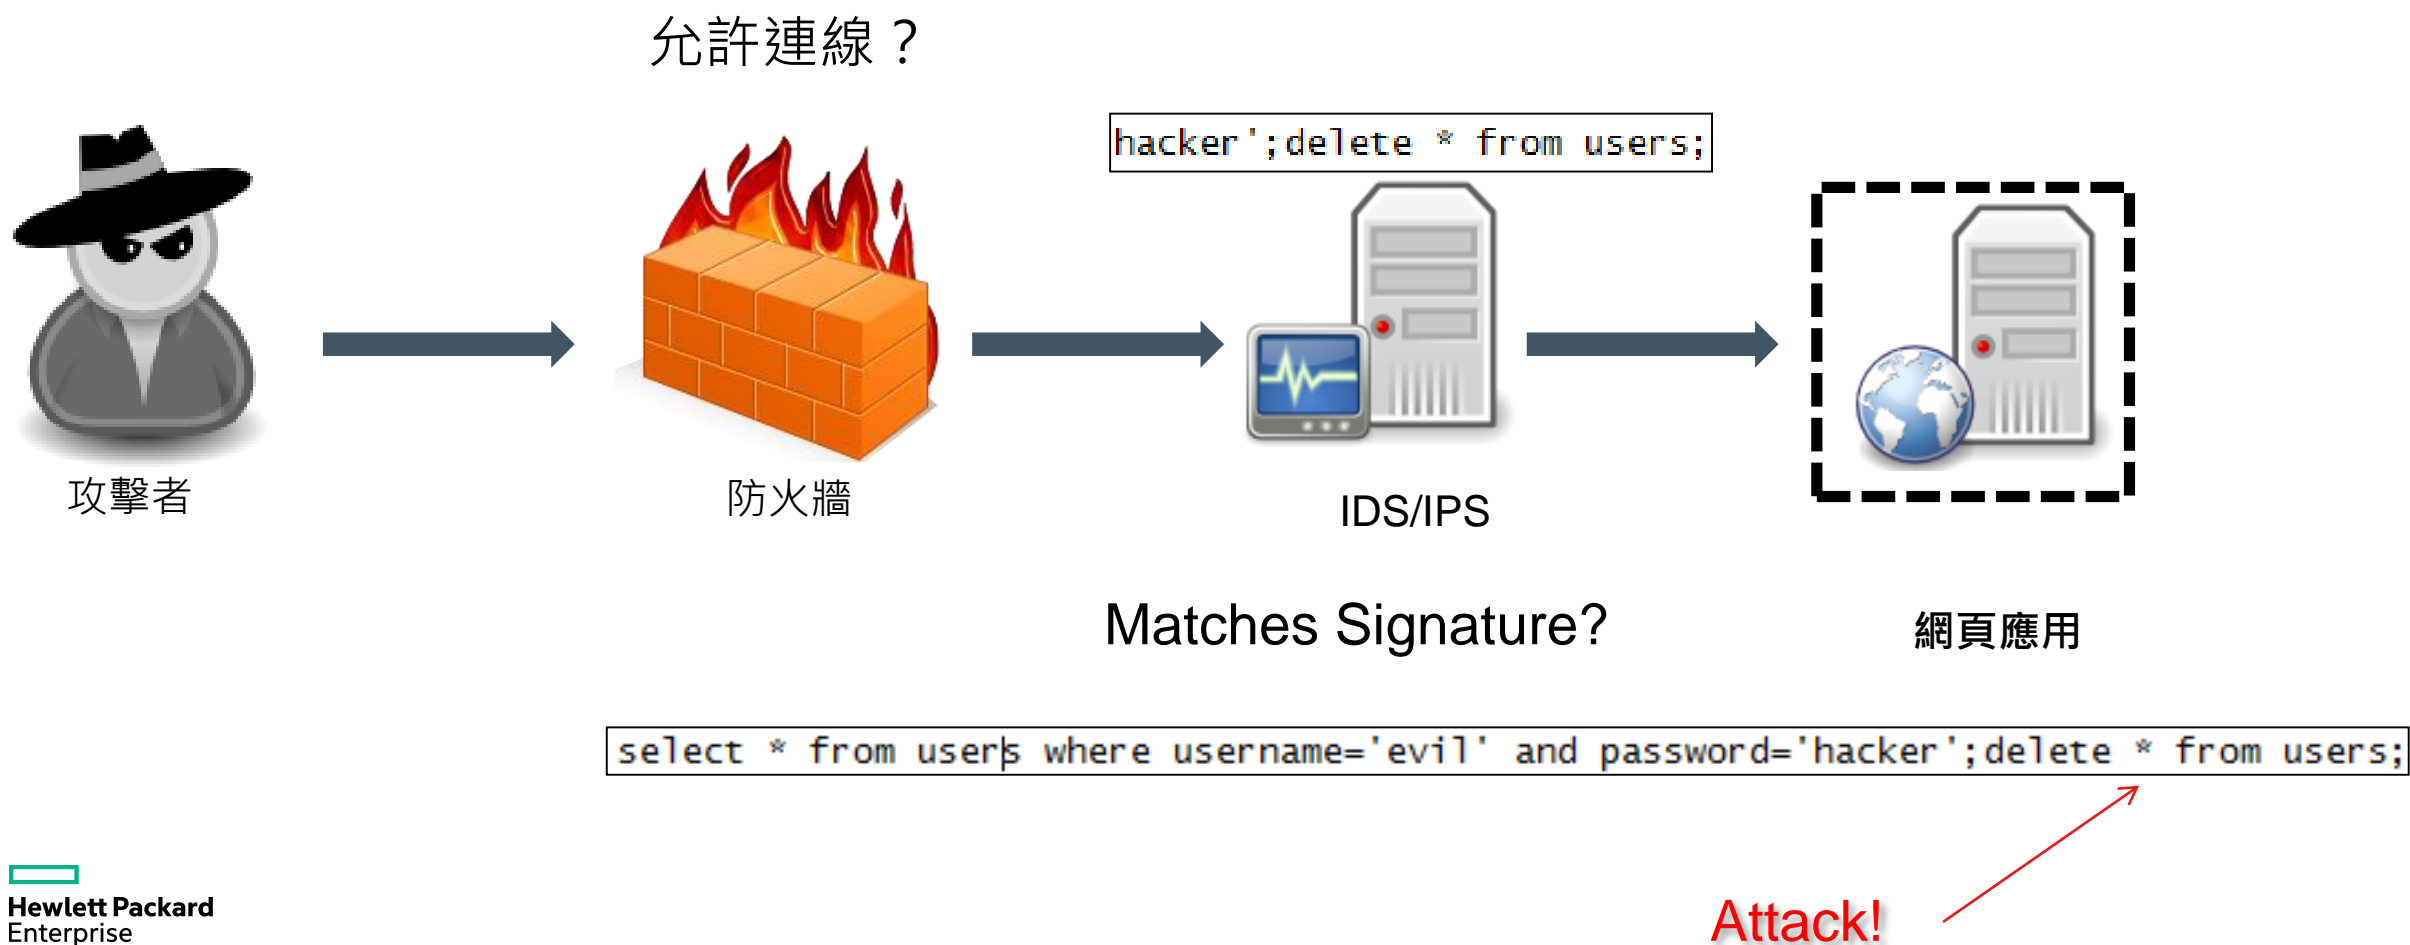 允許連線？
hacker';delete * from users;
攻擊者
防火牆
IDS/IPS
Matches Signature?
網頁應用
select * from users where username='evil' and password='hacker';delete * from users;
Attack!
Hewlett Packard
Enterprise